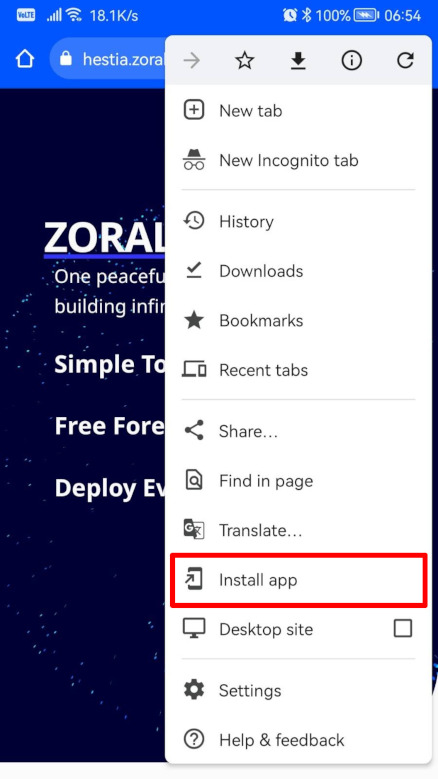 VoLTE 18.1K/s 100% 06:54
hestia.zoral
New tab
New Incognito tab
History
ZORAL
One peacefu
Downloads
building infin
Bookmarks
Simple To
Recent tabs
Free Fore
Share...
Find in page
Deploy Ev
Translate...
Install app
Desktop site
Settings
Help & feedback